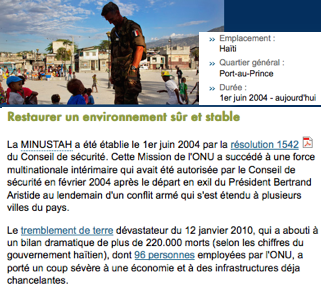 Emplacement :
Haïti
Quartier général :
Port-au-Prince
Durée :
1er juin 2004 - aujourd'hui
Restaurer un environnement sûr et stable
La MINUSTAH a été établie le 1er juin 2004 par la résolution 1542
du Conseil de sécurité. Cette Mission de l'ONU a succédé à une force
multinationale intérimaire qui avait été autorisée par le Conseil de
sécurité en février 2004 après le départ en exil du Président Bertrand
Aristide au lendemain d'un conflit armé qui s'est étendu à plusieurs
villes du pays.
Le tremblement de terre dévastateur du 12 janvier 2010, qui a abouti à
un bilan dramatique de plus de 220.000 morts (selon les chiffres du
gouvernement haïtien), dont 96 personnes employées par l'ONU, a
porté un coup sévère à une économie et à des infrastructures déja
chancelantes.